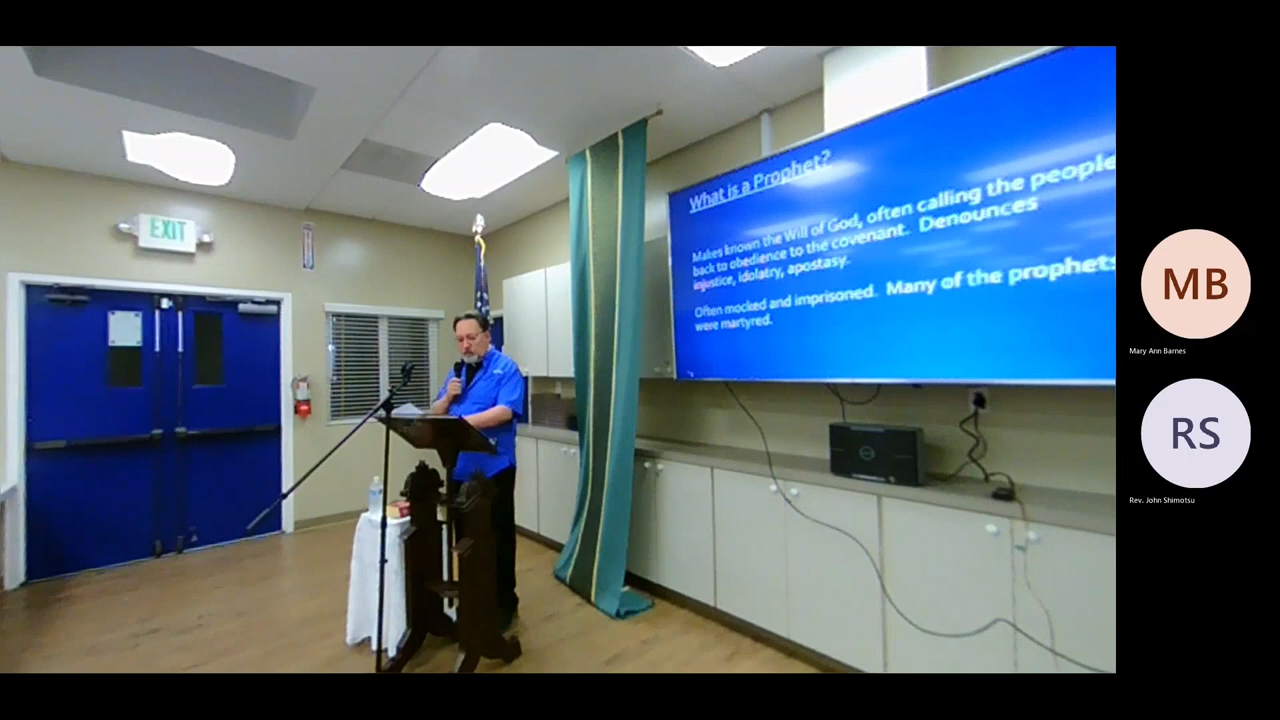 EXIT
What is a Prophet?
Makes known the Will of God, often calling the people
back to obedience to the covenant. Denounces
injustice, idolatry, apostasy.
Often mocked and imprisoned. Many of the prophets
were martyred.
DELL
MB
Mary Ann Barnes
RS
Rev. John Shimotsu